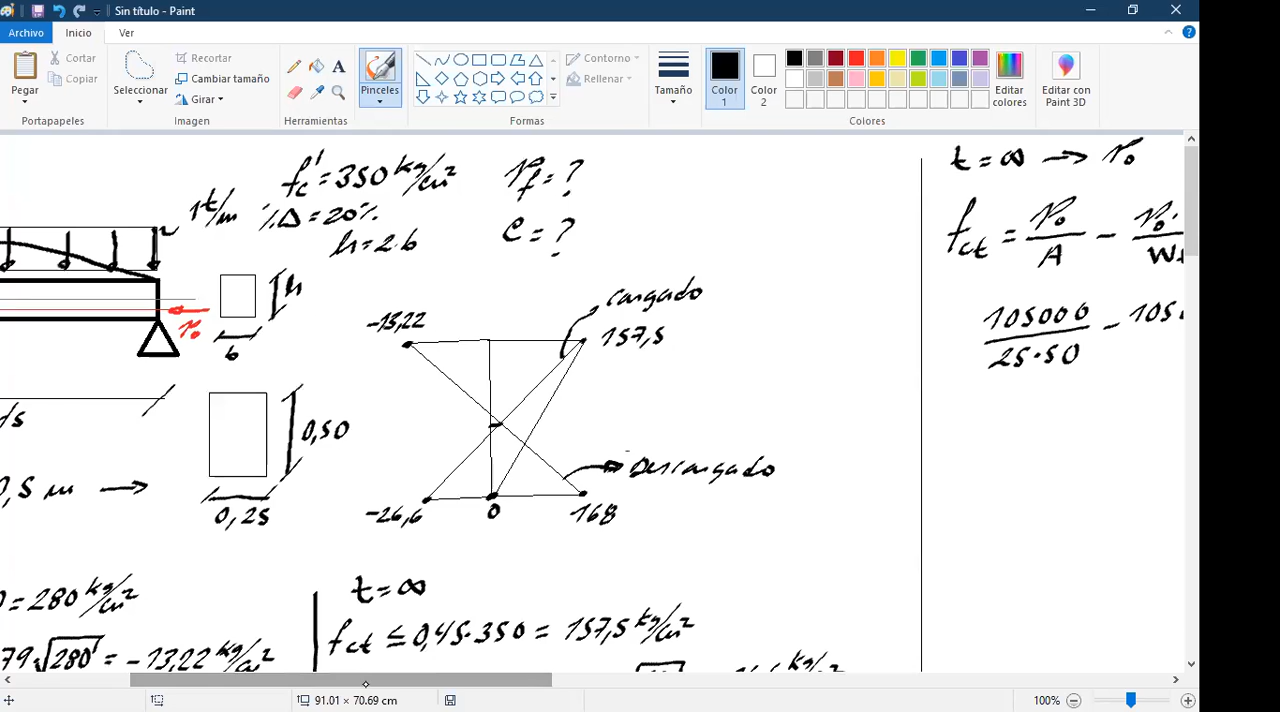 Sin título - Paint
Archivo Inicio Ver
Pegar
Cortar
Copiar
Portapapeles
Seleccionar
Recortar
Cambiar tamaño
Girar
Imagen
Herramientas
Pinceles
Contorno
Rellenar
Formas
Tamaño
Color 1
Color 2
Editar colores
Editar con Paint 3D
Colores
f'c = 350 kg/cm² Pf = ?
1t/m %Δ = 20% e = ?
h = 2.b
h
P₀
b
-13,22 cargado
157,5
0,50
0,25
0,5 m →
Descargado
-26,6 0 168
= 280 kg/cm²
79√280' = -13,22 kg/cm²
t = ∞
fct ≤ 0,45.350 = 157,5 kg/cm²
t = ∞ → P₀
fct = P₀/A - P₀.
105000/25.50 - 105
91.01 × 70.69 cm
100%